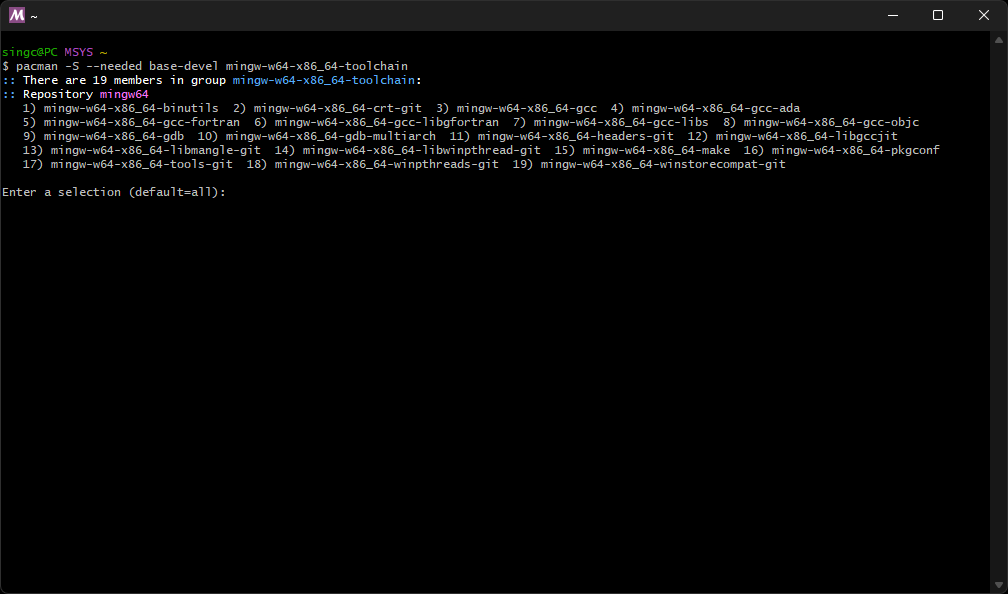 ~
singc@PC MSYS ~
$ pacman -S --needed base-devel mingw-w64-x86_64-toolchain
:: There are 19 members in group mingw-w64-x86_64-toolchain:
:: Repository mingw64
   1) mingw-w64-x86_64-binutils  2) mingw-w64-x86_64-crt-git  3) mingw-w64-x86_64-gcc  4) mingw-w64-x86_64-gcc-ada
   5) mingw-w64-x86_64-gcc-fortran  6) mingw-w64-x86_64-gcc-libgfortran  7) mingw-w64-x86_64-gcc-libs  8) mingw-w64-x86_64-gcc-objc
   9) mingw-w64-x86_64-gdb  10) mingw-w64-x86_64-gdb-multiarch  11) mingw-w64-x86_64-headers-git  12) mingw-w64-x86_64-libgccjit
   13) mingw-w64-x86_64-libmangle-git  14) mingw-w64-x86_64-libwinpthread-git  15) mingw-w64-x86_64-make  16) mingw-w64-x86_64-pkgconf
   17) mingw-w64-x86_64-tools-git  18) mingw-w64-x86_64-winpthreads-git  19) mingw-w64-x86_64-winstorecompat-git
Enter a selection (default=all):